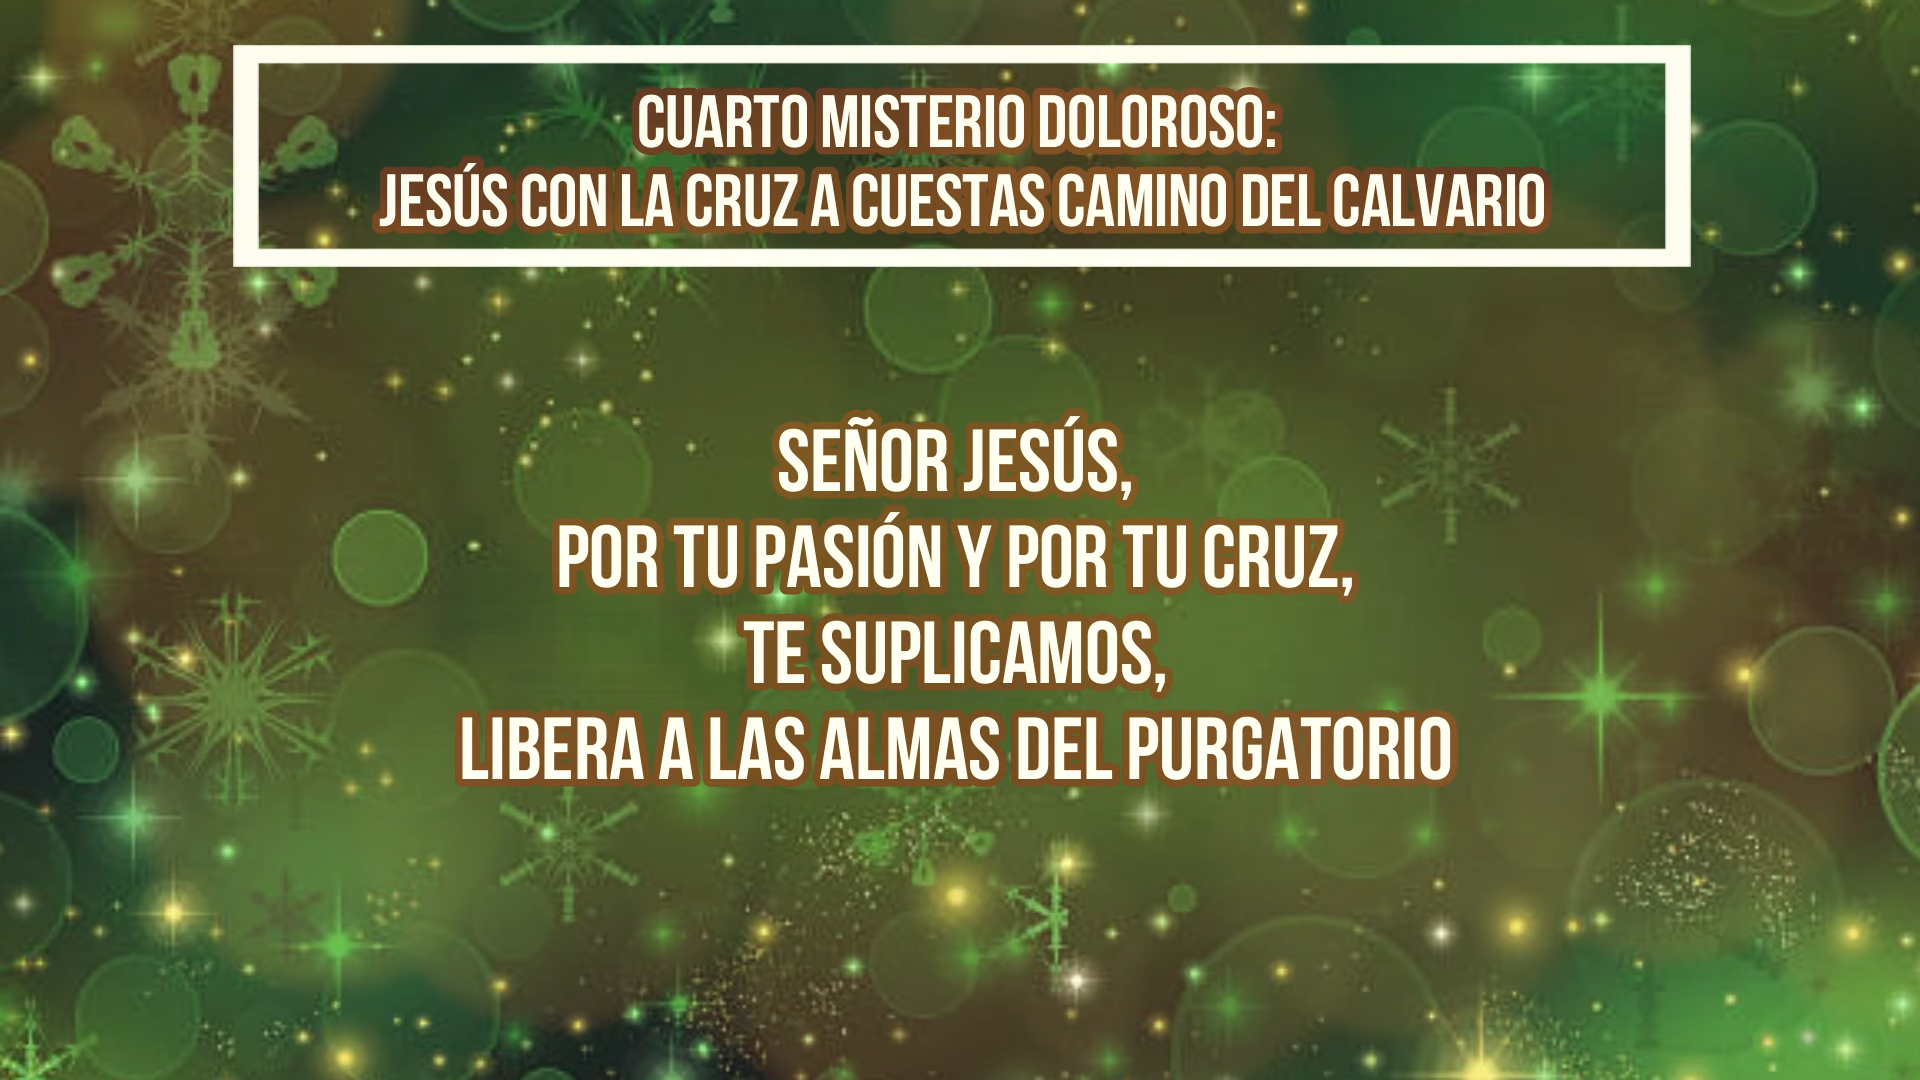 CUARTO MISTERIO DOLOROSO:
JESÚS CON LA CRUZ A CUESTAS CAMINO DEL CALVARIO
SEÑOR JESÚS,
POR TU PASIÓN Y POR TU CRUZ,
TE SUPLICAMOS,
LIBERA A LAS ALMAS DEL PURGATORIO